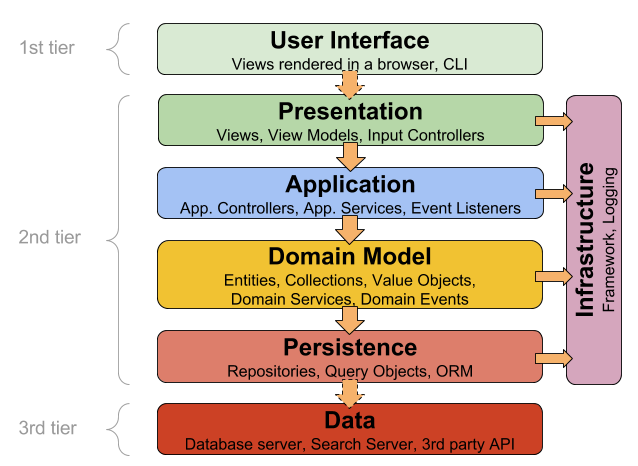 1st tier
User Interface
Views rendered in a browser, CLI
2nd tier
Presentation
Views, View Models, Input Controllers
Application
App. Controllers, App. Services, Event Listeners
Domain Model
Entities, Collections, Value Objects,
Domain Services, Domain Events
Persistence
Repositories, Query Objects, ORM
Infrastructure
Framework, Logging
3rd tier
Data
Database server, Search Server, 3rd party API